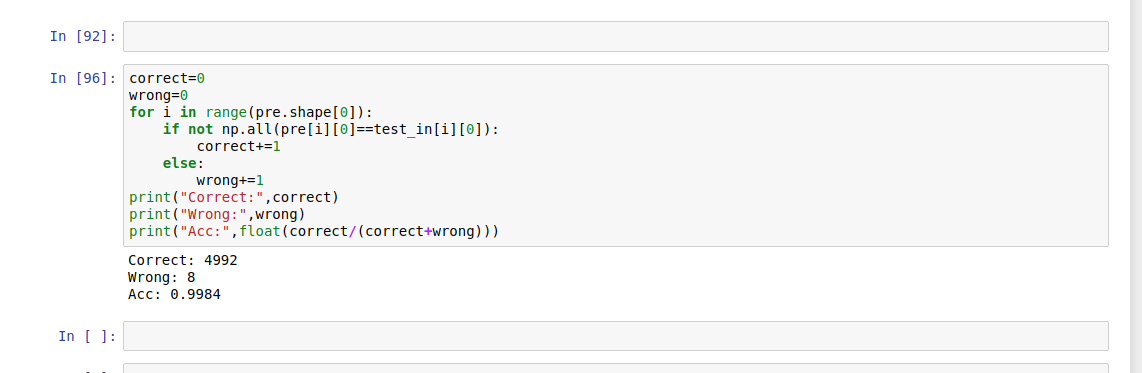 In [92]:
In [96]:
correct=0
wrong=0
for i in range(pre.shape[0]):
    if not np.all(pre[i][0]==test_in[i][0]):
        correct+=1
    else:
        wrong+=1
print("Correct:",correct)
print("Wrong:",wrong)
print("Acc:",float(correct/(correct+wrong)))
Correct: 4992
Wrong: 8
Acc: 0.9984
In [ ]: